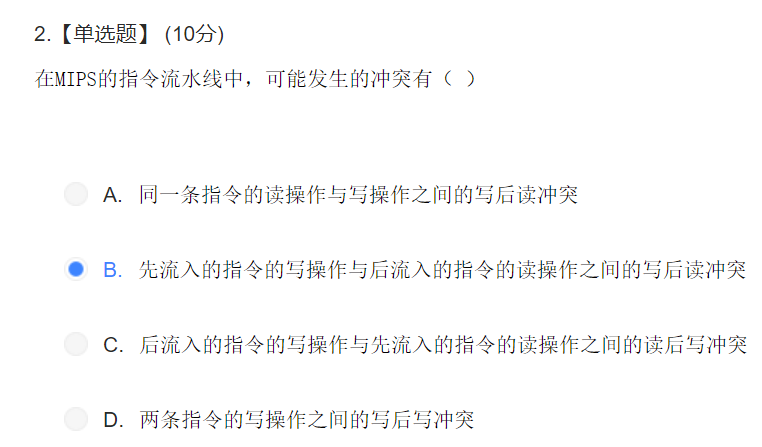 2.【单选题】 (10分)
在MIPS的指令流水线中，可能发生的冲突有（ ）
A. 同一条指令的读操作与写操作之间的写后读冲突
B. 先流入的指令的写操作与后流入的指令的读操作之间的写后读冲突
C. 后流入的指令的写操作与先流入的指令的读操作之间的读后写冲突
D. 两条指令的写操作之间的写后写冲突